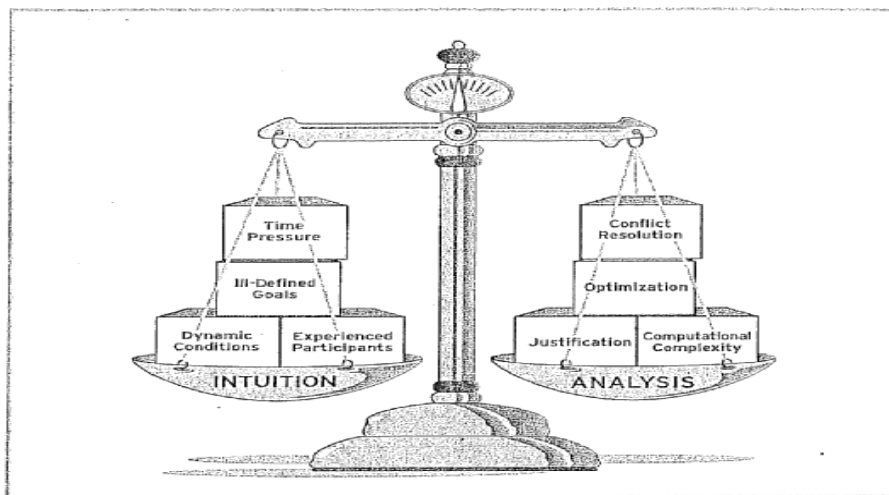 Time
Pressure
Ill-Defined
Goals
Dynamic
Conditions
Experienced
Participants
INTUITION
Conflict
Resolution
Optimization
Justification
Computational
Complexity
ANALYSIS